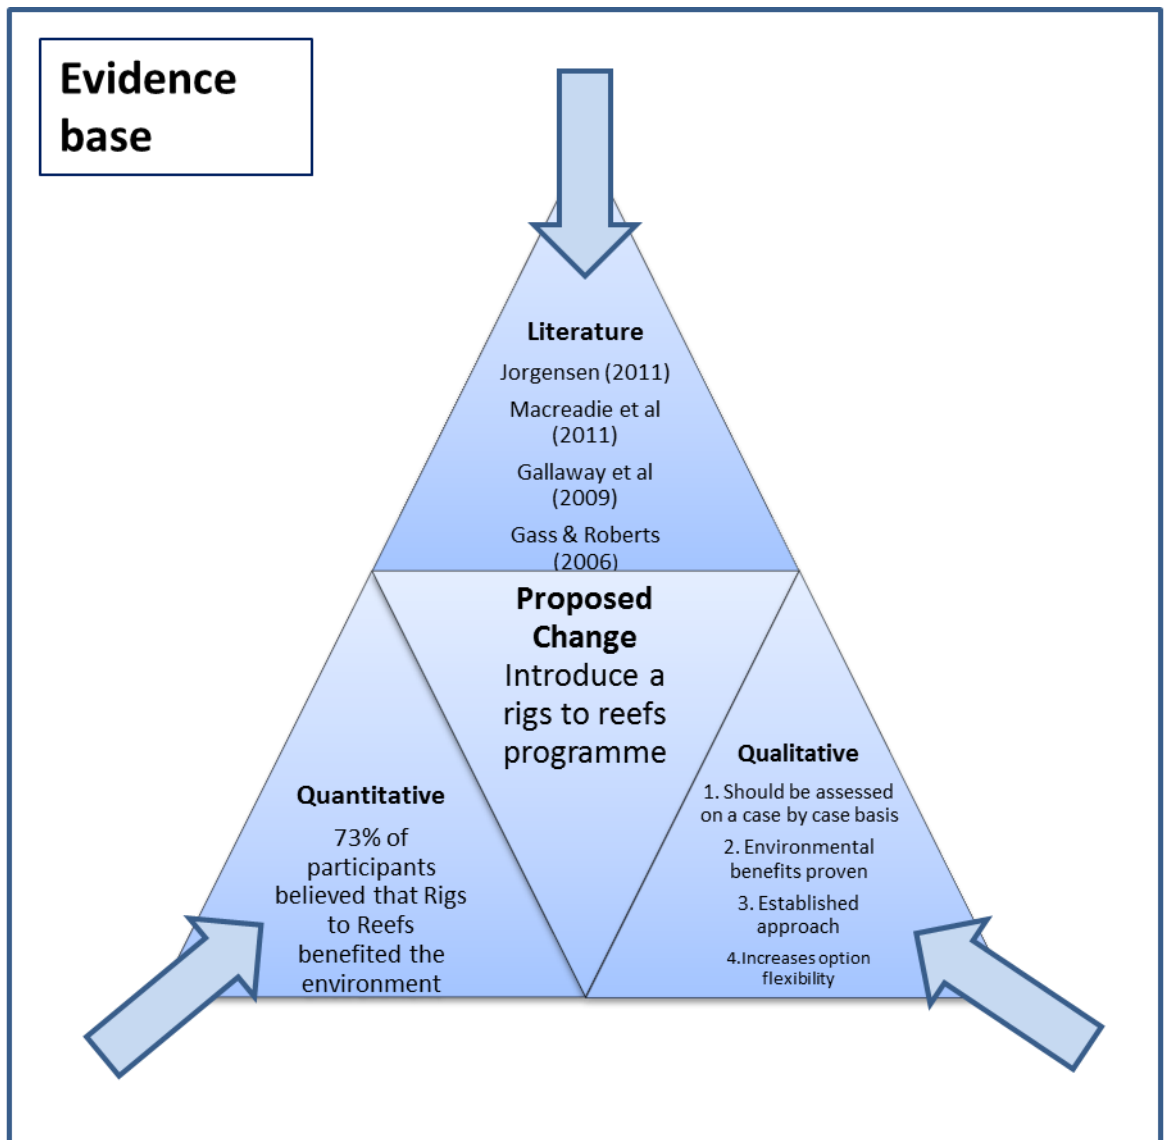 Evidence
base
Literature
Jorgensen (2011)
Macreadie et al
(2011)
Gallaway et al
(2009)
Gass & Roberts
(2006)
Proposed
Change
Introduce a
rigs to reefs
programme
Quantitative
73% of
participants
believed that Rigs
to Reefs
benefited the
environment
Qualitative
1. Should be assessed
on a case by case basis
2. Environmental
benefits proven
3. Established
approach
4.Increases option
flexibility